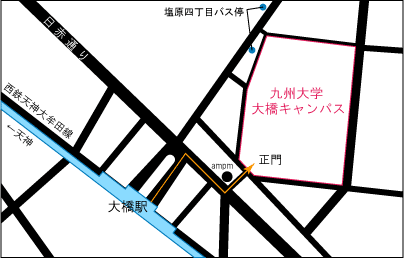 塩原四丁目バス停
日赤通り
九州大学
大橋キャンパス
西鉄天神大牟田線
←天神
ampm
正門
大橋駅